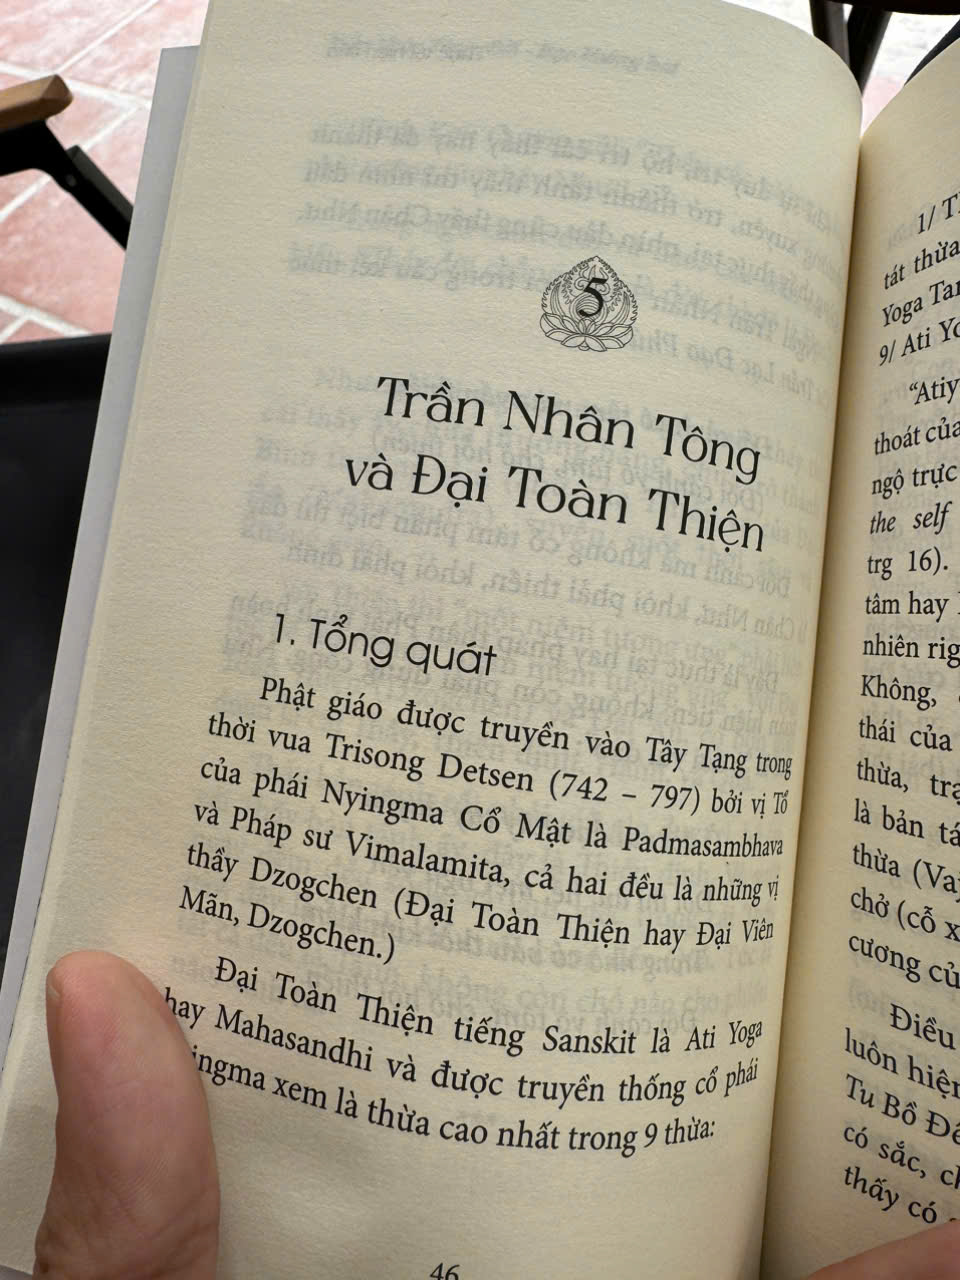 5
Trần Nhân Tông
và Đại Toàn Thiện
1. Tổng quát
Phật giáo được truyền vào Tây Tạng trong
thời vua Trisong Detsen (742 – 797) bởi vị Tổ
của phái Nyingma Cổ Mật là Padmasambhava
và Pháp sư Vimalamita, cả hai đều là những vị
thầy Dzogchen (Đại Toàn Thiện hay Đại Viên
Mãn, Dzogchen.)
Đại Toàn Thiện tiếng Sanskit là Ati Yoga
hay Mahasandhi và được truyền thống cổ phái
ingma xem là thừa cao nhất trong 9 thừa:
46
1/
tát thừa
Yoga Tan
9/ Ati Yo
“Atiy
thoát của
ngộ trực
the self
trg 16).
tâm hay
nhiên rig
Không,
thái của
thừa, trạ
là bản tá
thừa (Vaj
chở (cỗ x
cương củ
Điều
luôn hiện
Tu Bồ Đề
có sắc, ch
thấy có